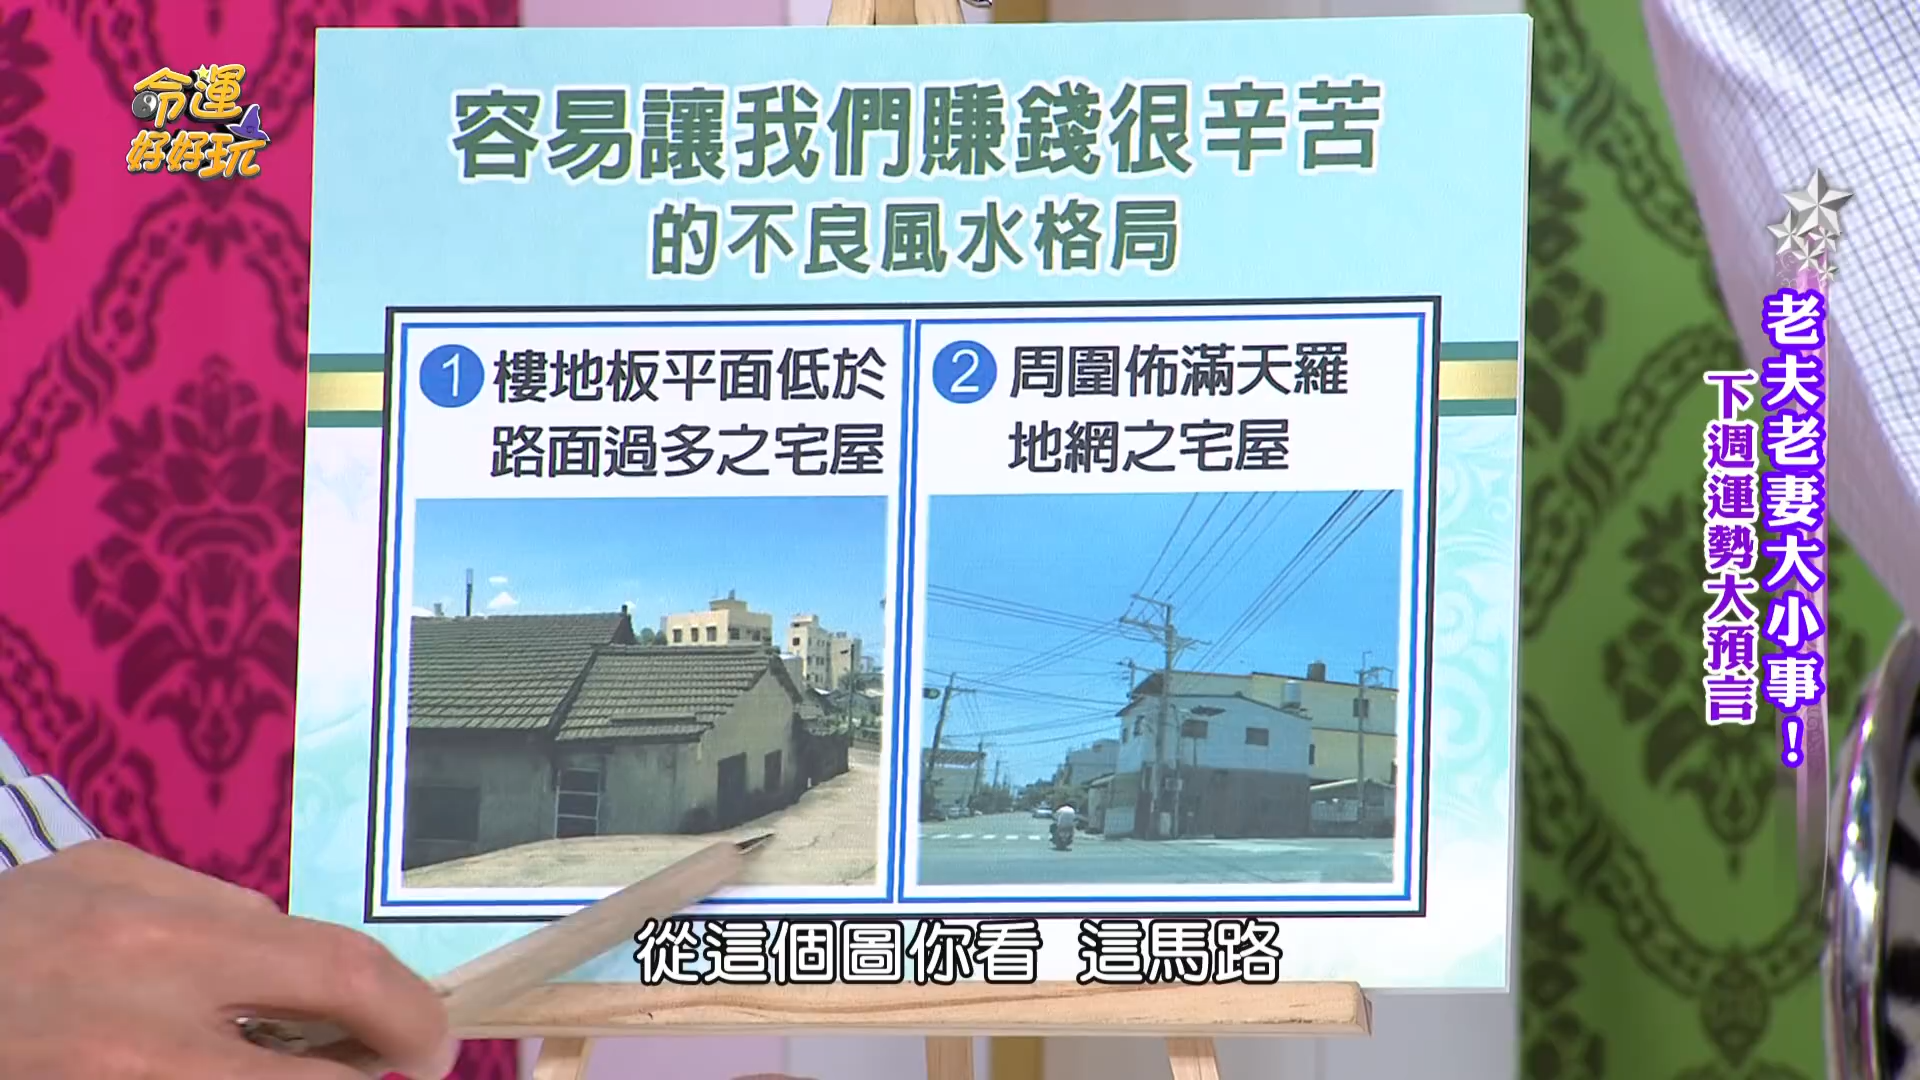 命運
好好玩
容易讓我們賺錢很辛苦
的不良風水格局
1 樓地板平面低於
路面過多之宅屋
2 周圍佈滿天羅
地網之宅屋
老夫老妻大小事!
下週運勢大預言
從這個圖你看 這馬路